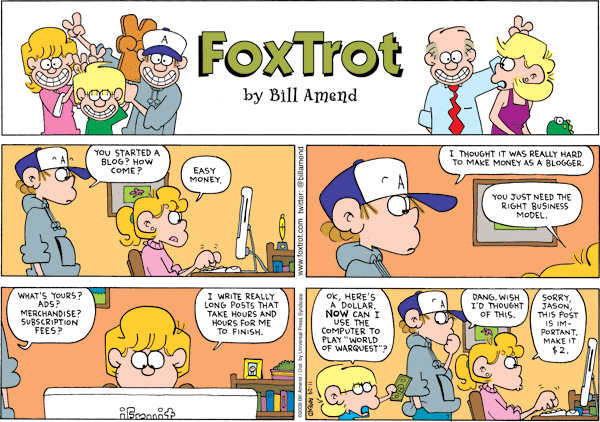 A
FoxTrot
by Bill Amend
YOU STARTED A
BLOG? HOW
COME?
EASY
MONEY.
A
www.foxtrot.com twitter: @billamend
I THOUGHT IT WAS REALLY HARD
TO MAKE MONEY AS A BLOGGER.
YOU JUST NEED THE
RIGHT BUSINESS
MODEL.
A
WHAT'S YOURS?
ADS?
MERCHANDISE?
SUBSCRIPTION
FEES?
I WRITE REALLY
LONG POSTS THAT
TAKE HOURS AND
HOURS FOR ME
TO FINISH.
iFruit
©2009 Bill Amend / Dist. by Universal Press Syndicate
OK, HERE'S
A DOLLAR.
NOW CAN I
USE THE
COMPUTER TO
PLAY "WORLD
OF WARQUEST"?
A
DANG. WISH
I'D THOUGHT
OF THIS.
SORRY,
JASON,
THIS POST
IS IM-
PORTANT.
MAKE IT
$2.
11-29
AMEND